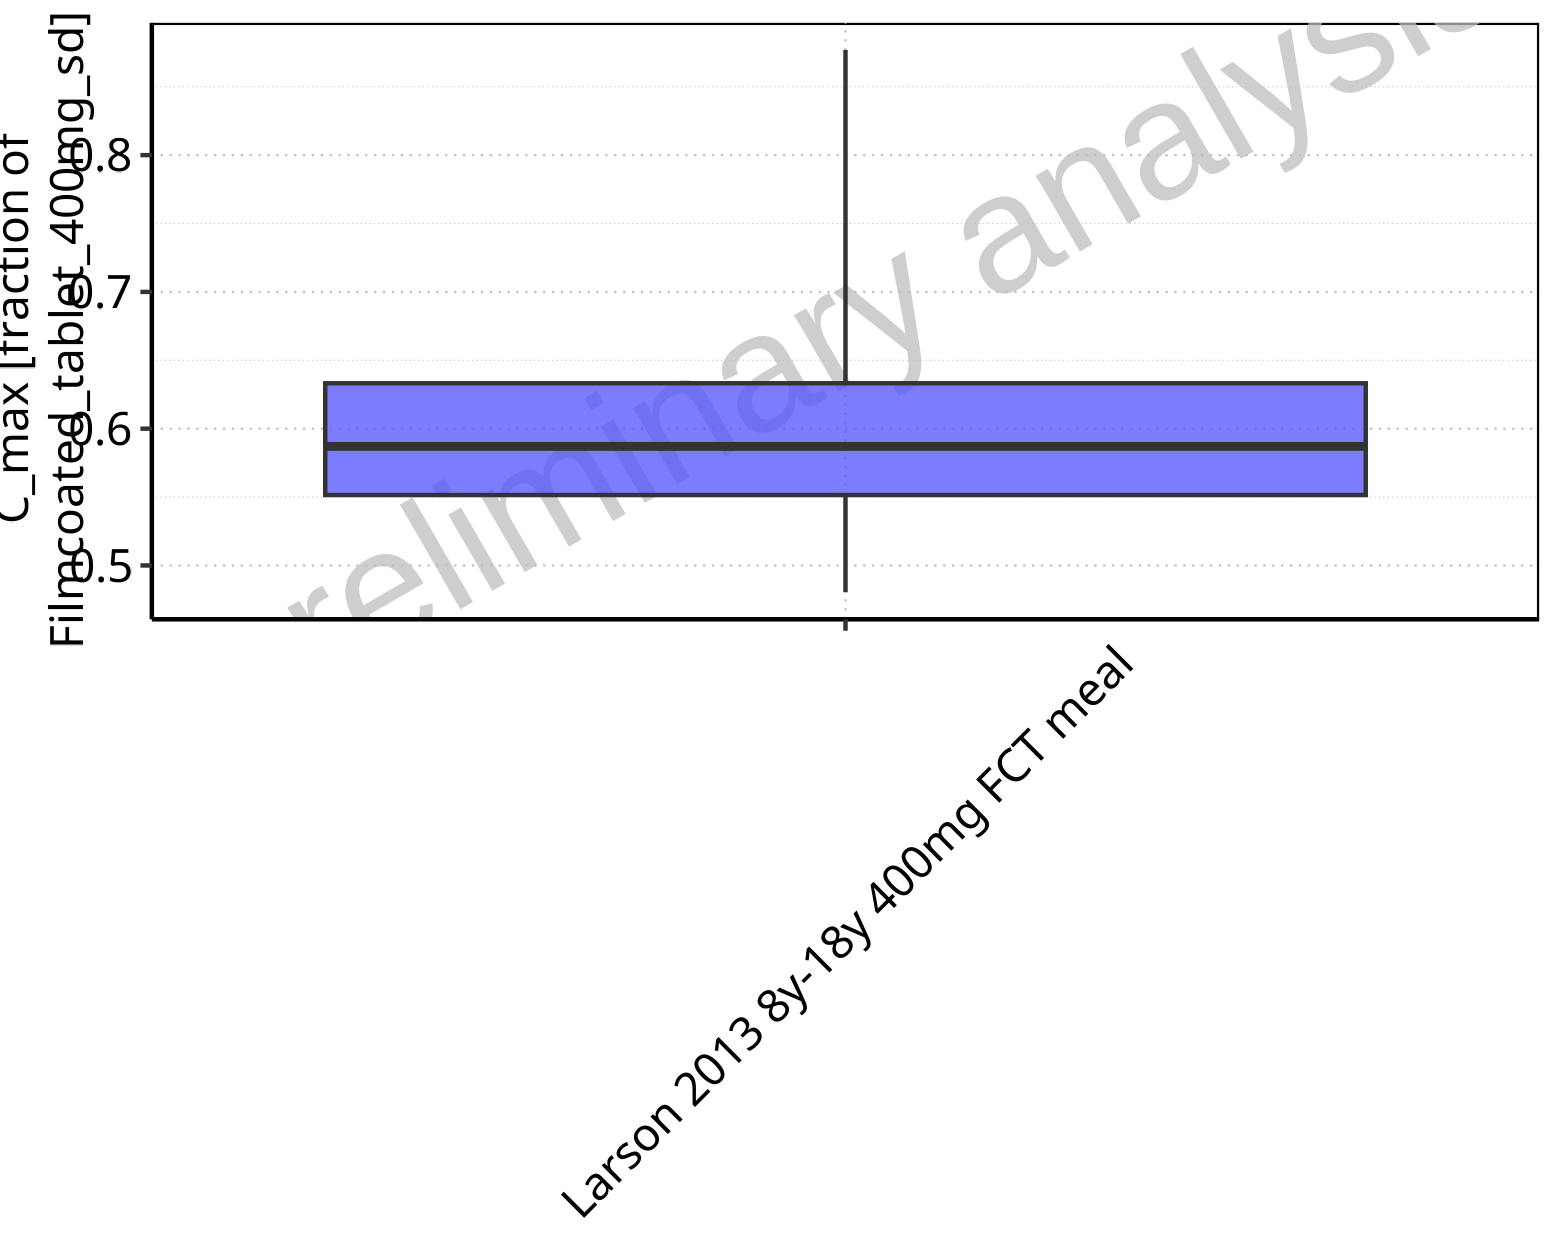 C_max [fraction of
Filmcoated_tablet_400mg_sd]
0.8
0.7
0.6
0.5
reliminary analysis
Larson 2013 8y-18y 400mg FCT meal